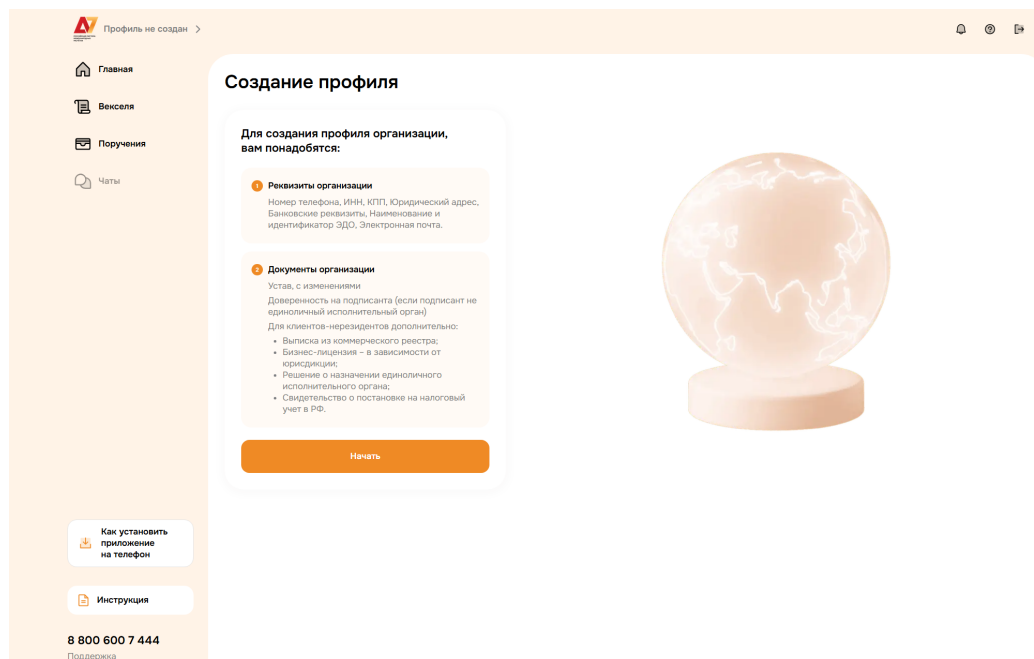 Профиль не создан
Главная
Векселя
Поручения
Чаты
Создание профиля
Для создания профиля организации,
вам понадобятся:
1 Реквизиты организации
Номер телефона, ИНН, КПП, Юридический адрес,
Банковские реквизиты, Наименование и
идентификатор ЭДО, Электронная почта.
2 Документы организации
Устав, с изменениями
Доверенность на подписанта (если подписант не
единоличный исполнительный орган)
Для клиентов-нерезидентов дополнительно:
• Выписка из коммерческого реестра;
• Бизнес-лицензия – в зависимости от
юрисдикции;
• Решение о назначении единоличного
исполнительного органа;
• Свидетельство о постановке на налоговый
учет в РФ.
Начать
Как установить
приложение
на телефон
Инструкция
8 800 600 7 444
Поддержка